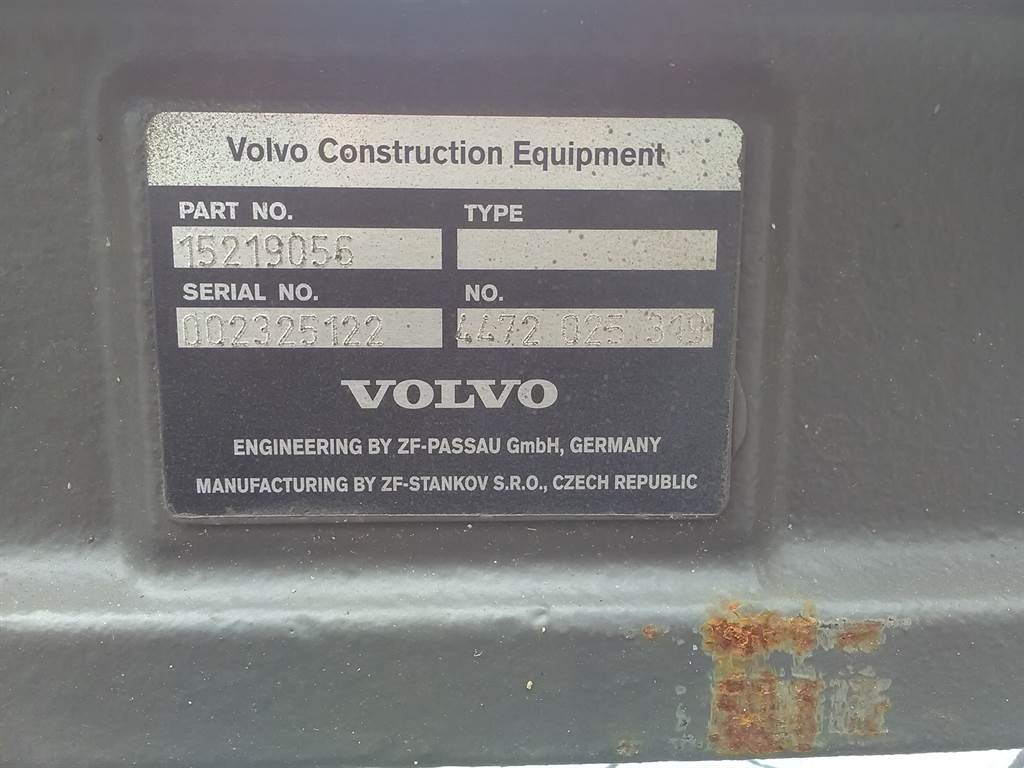 Volvo Construction Equipment
PART NO. TYPE
15219056
SERIAL NO. NO.
002325122 4472 025 319
VOLVO
ENGINEERING BY ZF-PASSAU GmbH, GERMANY
MANUFACTURING BY ZF-STANKOV S.R.O., CZECH REPUBLIC